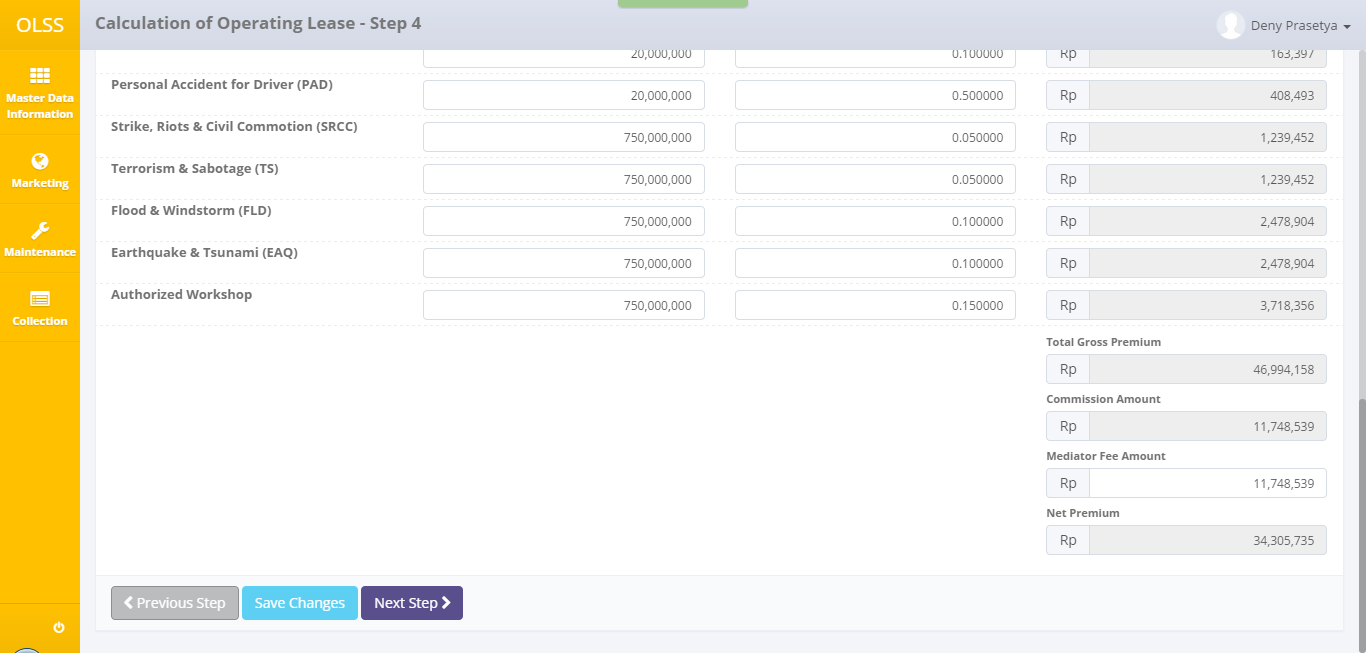 OLSS
Calculation of Operating Lease - Step 4
Deny Prasetya
Master Data
Information
Marketing
Maintenance
Collection
20,000,000 0.100000 Rp 163,397
Personal Accident for Driver (PAD) 20,000,000 0.500000 Rp 408,493
Strike, Riots & Civil Commotion (SRCC) 750,000,000 0.050000 Rp 1,239,452
Terrorism & Sabotage (TS) 750,000,000 0.050000 Rp 1,239,452
Flood & Windstorm (FLD) 750,000,000 0.100000 Rp 2,478,904
Earthquake & Tsunami (EAQ) 750,000,000 0.100000 Rp 2,478,904
Authorized Workshop 750,000,000 0.150000 Rp 3,718,356
Total Gross Premium
Rp 46,994,158
Commission Amount
Rp 11,748,539
Mediator Fee Amount
Rp 11,748,539
Net Premium
Rp 34,305,735
Previous Step Save Changes Next Step